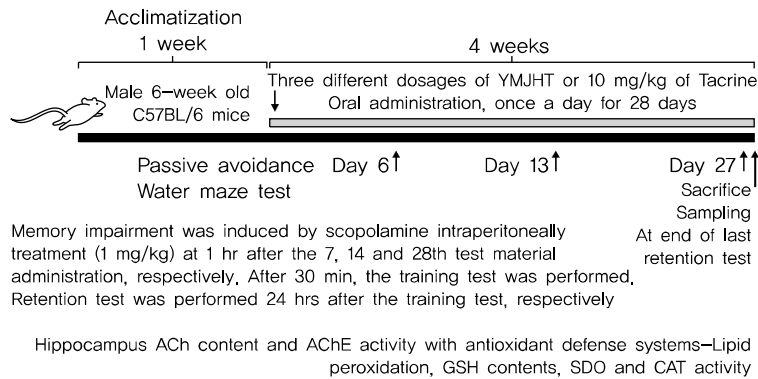 Acclimatization
1 week
4 weeks
Male 6-week old
C57BL/6 mice
Three different dosages of YMJHT or 10 mg/kg of Tacrine
Oral administration, once a day for 28 days
Passive avoidance
Water maze test
Day 6
Day 13
Day 27
Sacrifice
Sampling
At end of last
retention test
Memory impairment was induced by scopolamine intraperitoneally
treatment (1 mg/kg) at 1 hr after the 7, 14 and 28th test material
administration, respectively. After 30 min, the training test was performed.
Retention test was performed 24 hrs after the training test, respectively
Hippocampus ACh content and AChE activity with antioxidant defense systems-Lipid
peroxidation, GSH contents, SDO and CAT activity